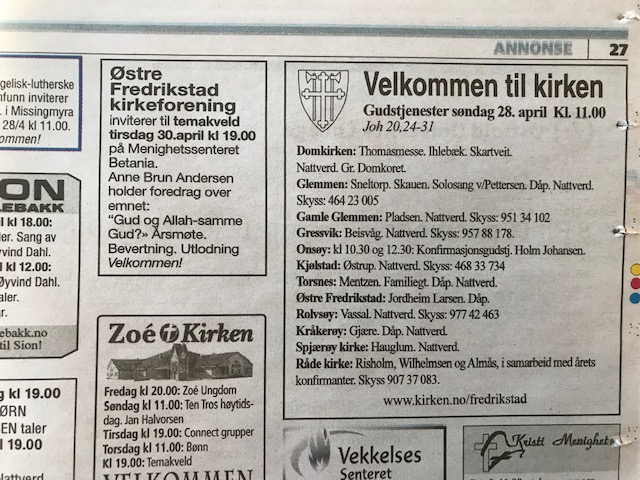 ANNONSE 27
gelisk-lutherske
mfunn inviterer
. i Missingmyra
28/4 kl 11.00.
ommen!
ON
LEBAKK
l kl 18.00:
er. Sang av
yvind Dahl.
l kl 12.00:
Øyvind Dahl.
aler.
r.
ebakk.no
til Sion!
g kl 19.00
ØRN
EN taler
l 19.00
Nattverd
Østre
Fredrikstad
kirkeforening
inviterer til temakveld
tirsdag 30.april kl 19.00
på Menighetssenteret
Betania.
Anne Brun Andersen
holder foredrag over
emnet:
"Gud og Allah-samme
Gud?» Årsmøte.
Bevertning. Utlodning
Velkommen!
Zoé Kirken
Fredag kl 20.00: Zoé Ungdom
Søndag kl 11.00: Ten Tros høytids-
dag. Jan Halvorsen
Tirsdag kl 19.00: Connect grupper
Torsdag kl 11.00: Bønn
Kl 19.00: Temakveld
VELKOMMEN
Velkommen til kirken
Gudstjenester søndag 28. april Kl. 11.00
Joh 20,24-31
Domkirken: Thomasmesse. Ihlebæk. Skartveit.
Nattverd. Gr. Domkoret.
Glemmen: Sneltorp. Skauen. Solosang v/Pettersen. Dåp. Nattverd.
Skyss: 464 23 005
Gamle Glemmen: Pladsen. Nattverd. Skyss: 951 34 102
Gressvik: Beisvåg. Nattverd. Skyss: 957 88 178.
Onsøy: kl 10.30 og 12.30: Konfirmasjonsgudstj. Holm Johansen.
Kjølstad: Østrup. Nattverd. Skyss: 468 33 734
Torsnes: Mentzen. Familiegt. Dåp. Nattverd.
Østre Fredrikstad: Jordheim Larsen. Dåp.
Rolvsøy: Vassal. Nattverd. Skyss: 977 42 463
Kråkerøy: Gjære. Dåp. Nattverd.
Spjærøy kirke: Hauglum. Nattverd.
Råde kirke: Risholm, Wilhelmsen og Almås, i samarbeid med årets
konfirmanter. Skyss 907 37 083.
www.kirken.no/fredrikstad
Vekkelses
Senteret
Kristi Menighet